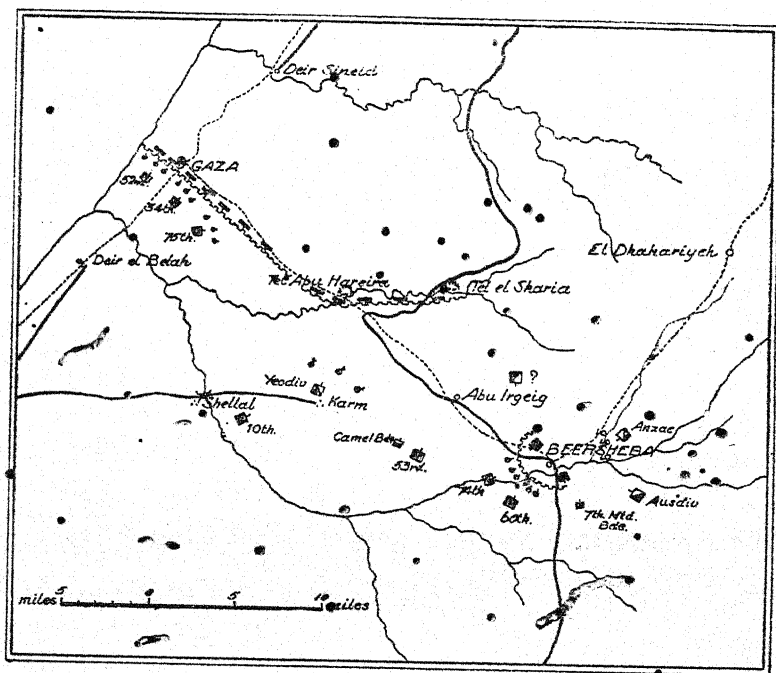 Deir Sineid
GAZA
52nd.
54th.
75th.
Deir el Belah
El Dhahariyeh
Tel Abu Hareira
Tel el Sharia
?
Yeodiv
Shellal
Karm
Abu Irgeig
10th.
Anzac
Camel Bde.
BEERSHEBA
53rd.
74th
60th.
7th Mtd.
Bde.
Ausdiv
miles 5 0 5 10 miles